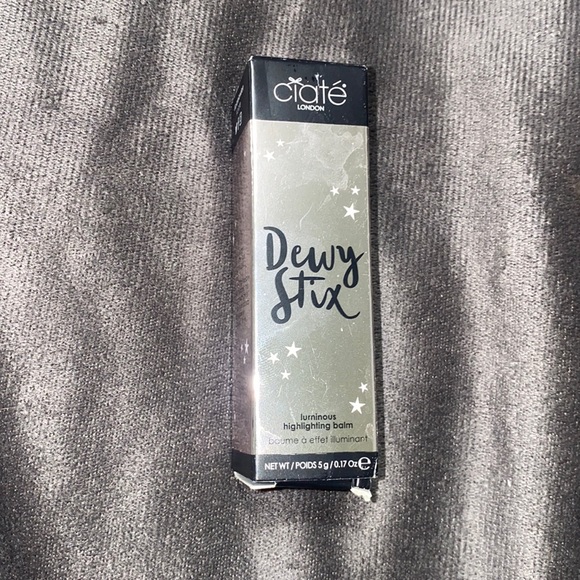 ciaté
LONDON
Dewy
Stix
luminous
highlighting balm
baume à effet illuminant
NET WT / POIDS 5 g / 0.17 Oz e